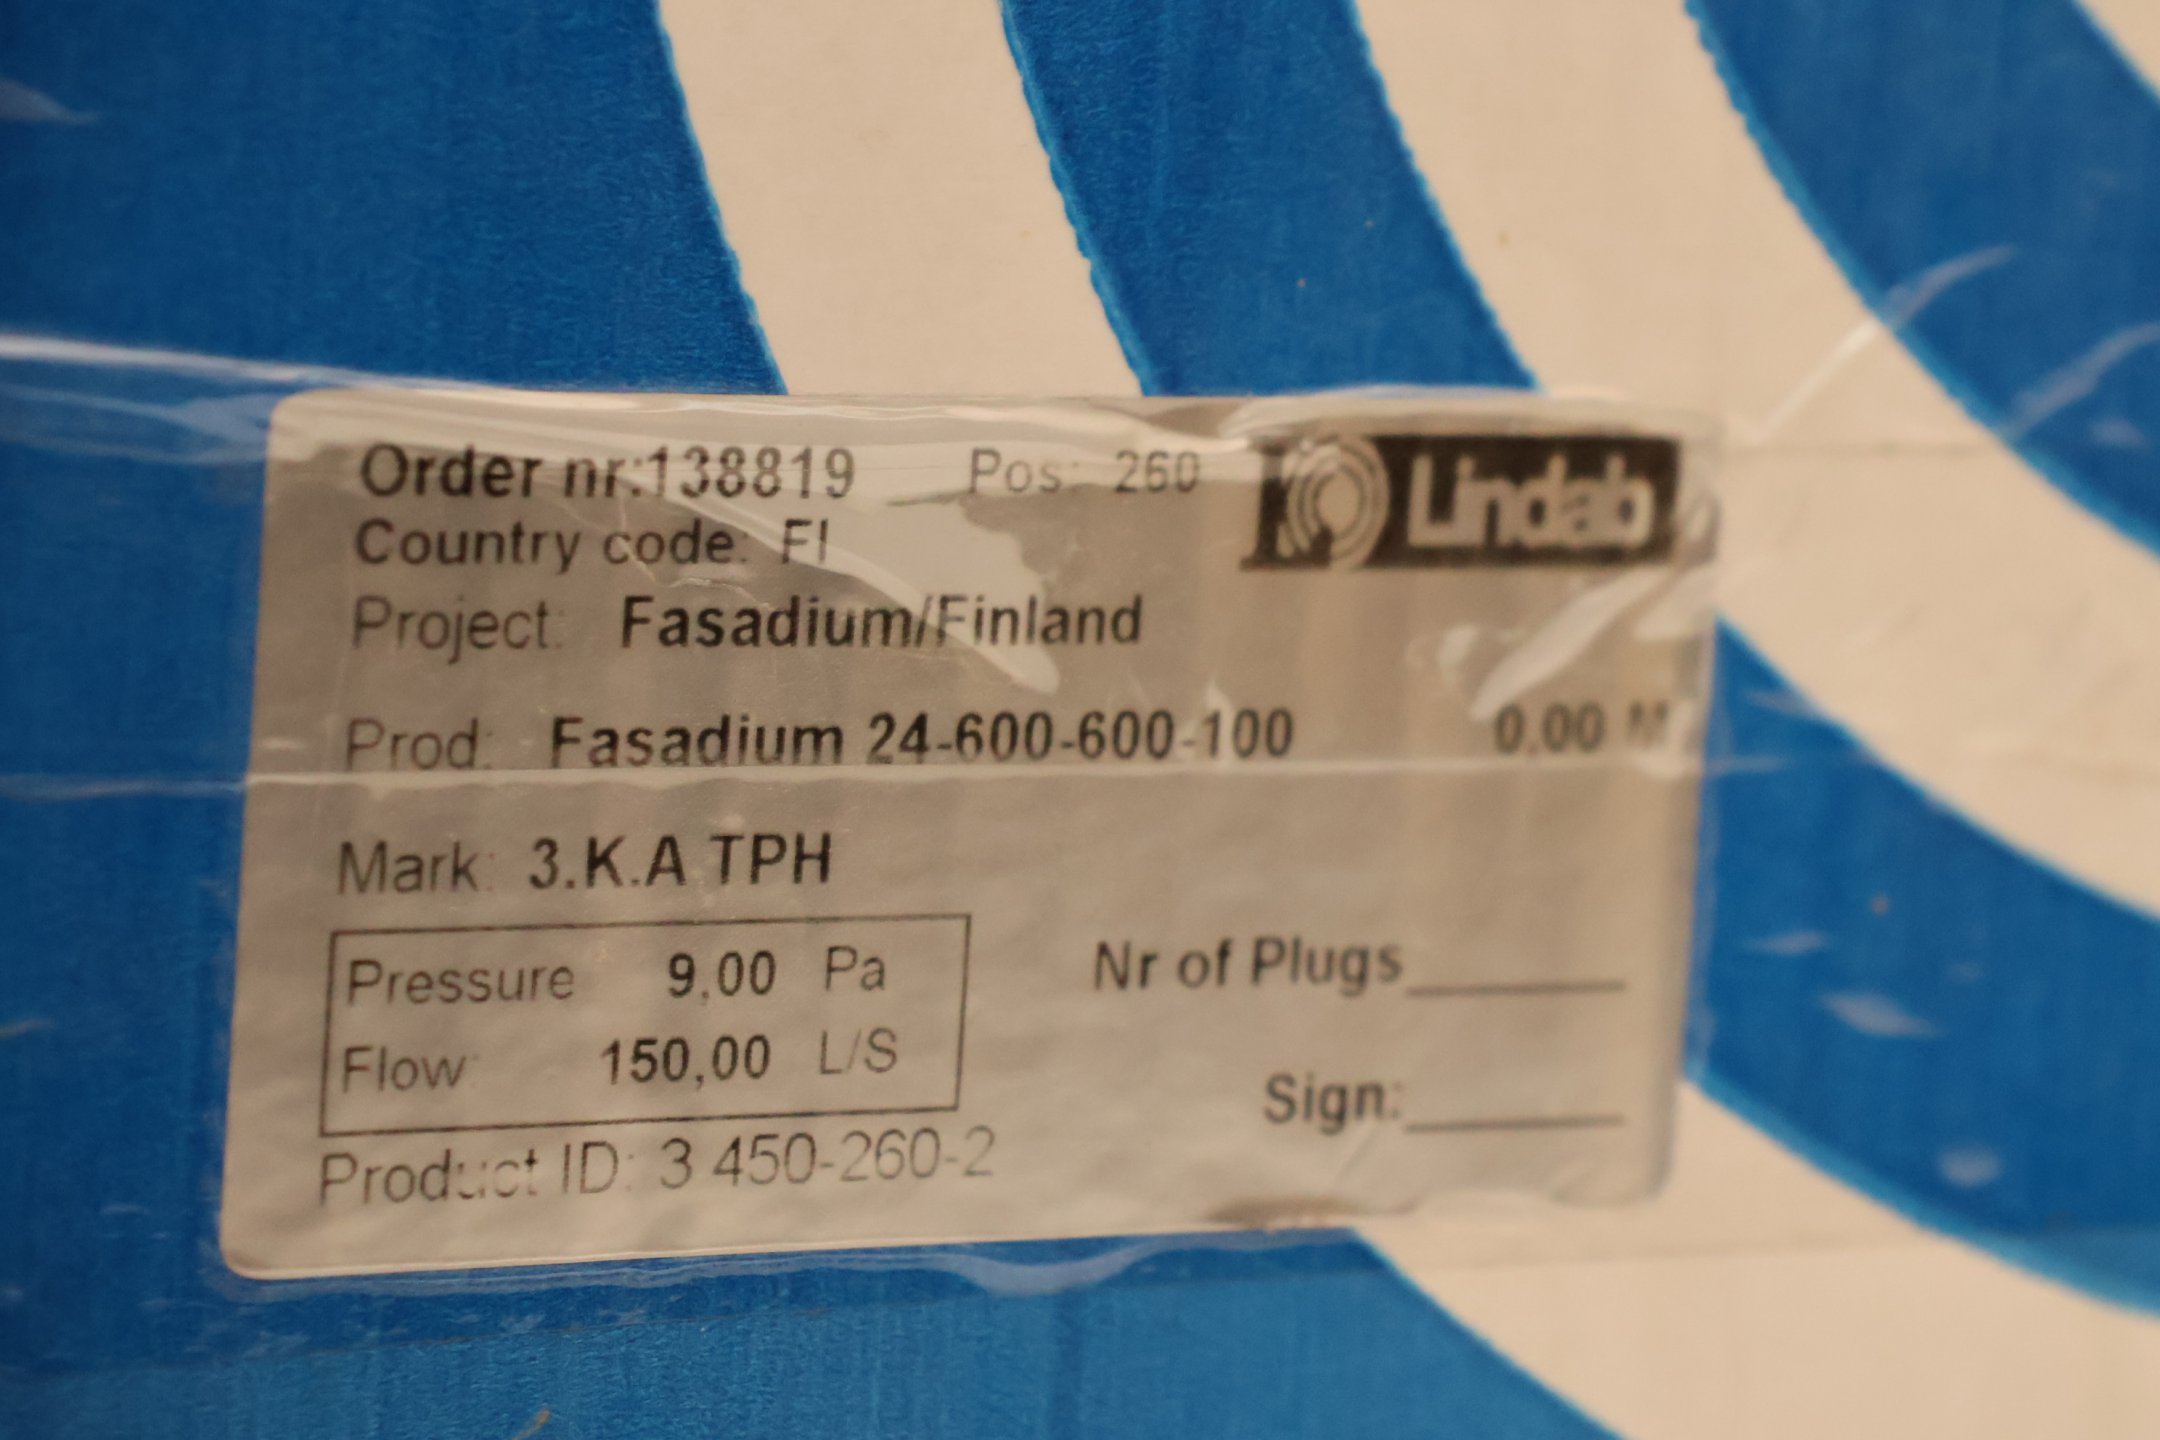 Order nr:138819 Pos: 260 Lindab
Country code: FI
Project: Fasadium/Finland
Prod: Fasadium 24-600-600-100 0.00 M
Mark: 3.K.A TPH
Pressure 9,00 Pa
Nr of Plugs
Flow 150,00 L/S
Sign:
Product ID: 3 450-260-2